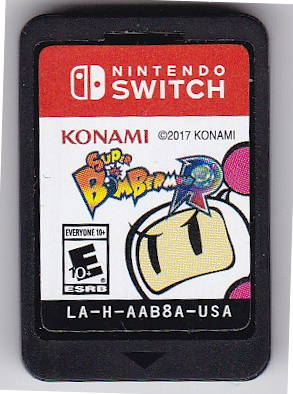 NINTENDO
SWITCH
KONAMI ©2017 KONAMI
SUPER
BOMBERMAN R
EVERYONE 10+
E
10+
ESRB
LA-H-AAB8A-USA